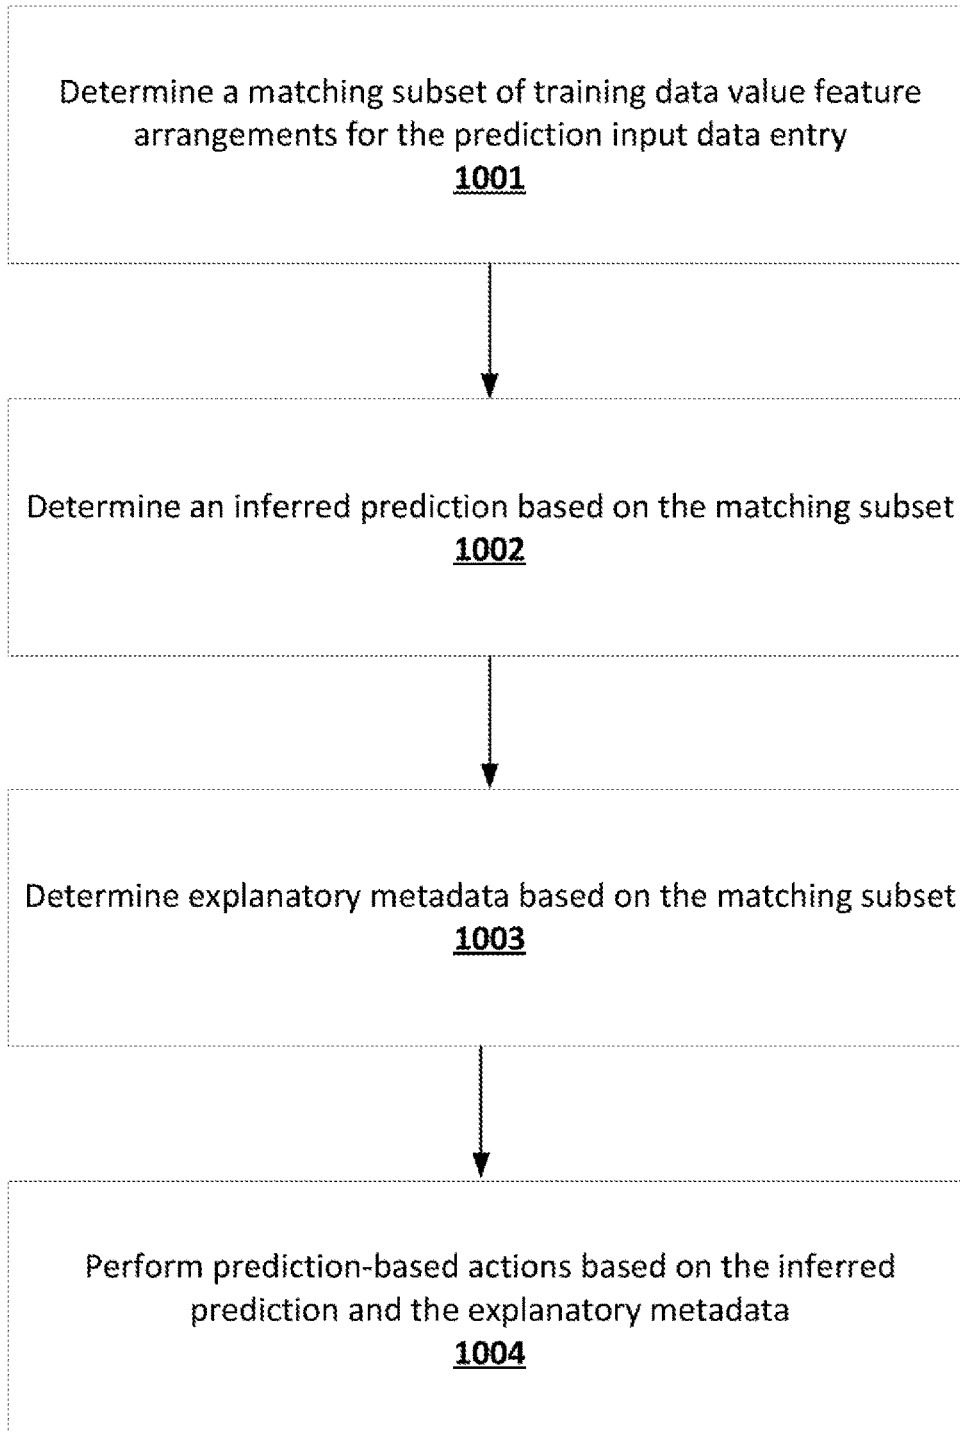 Determine a matching subset of training data value feature
arrangements for the prediction input data entry
1001
Determine an inferred prediction based on the matching subset
1002
Determine explanatory metadata based on the matching subset
1003
Perform prediction-based actions based on the inferred
prediction and the explanatory metadata
1004